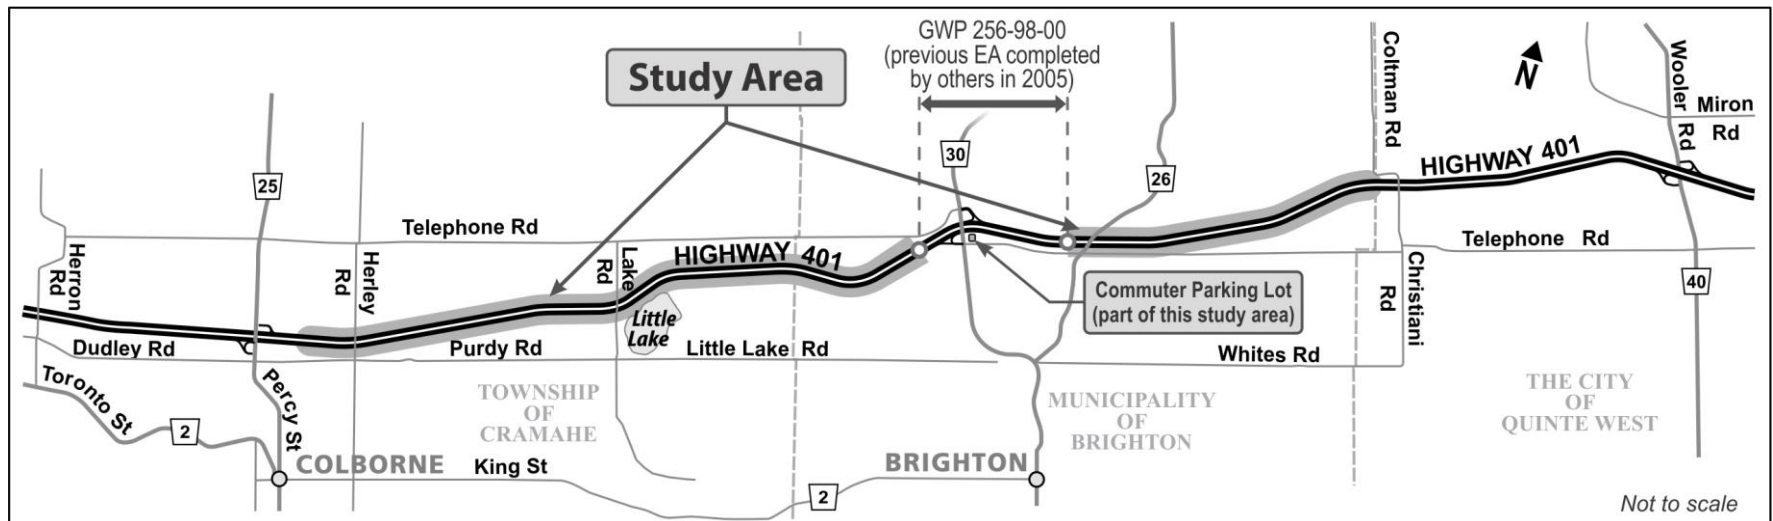 GWP 256-98-00
(previous EA completed
by others in 2005)
Study Area
N
Coltman Rd
Wooler Rd
Miron
Rd
HIGHWAY 401
30
26
25
Telephone Rd
Telephone Rd
Herron
Rd
Herley
Rd
Lake
Rd
HIGHWAY 401
Christiani
Rd
40
Commuter Parking Lot
(part of this study area)
Little
Lake
Dudley Rd
Purdy Rd
Little Lake Rd
Whites Rd
Toronto St
Percy St
2
TOWNSHIP
OF
CRAMAHE
MUNICIPALITY
OF
BRIGHTON
THE CITY
OF
QUINTE WEST
COLBORNE
King St
BRIGHTON
2
Not to scale